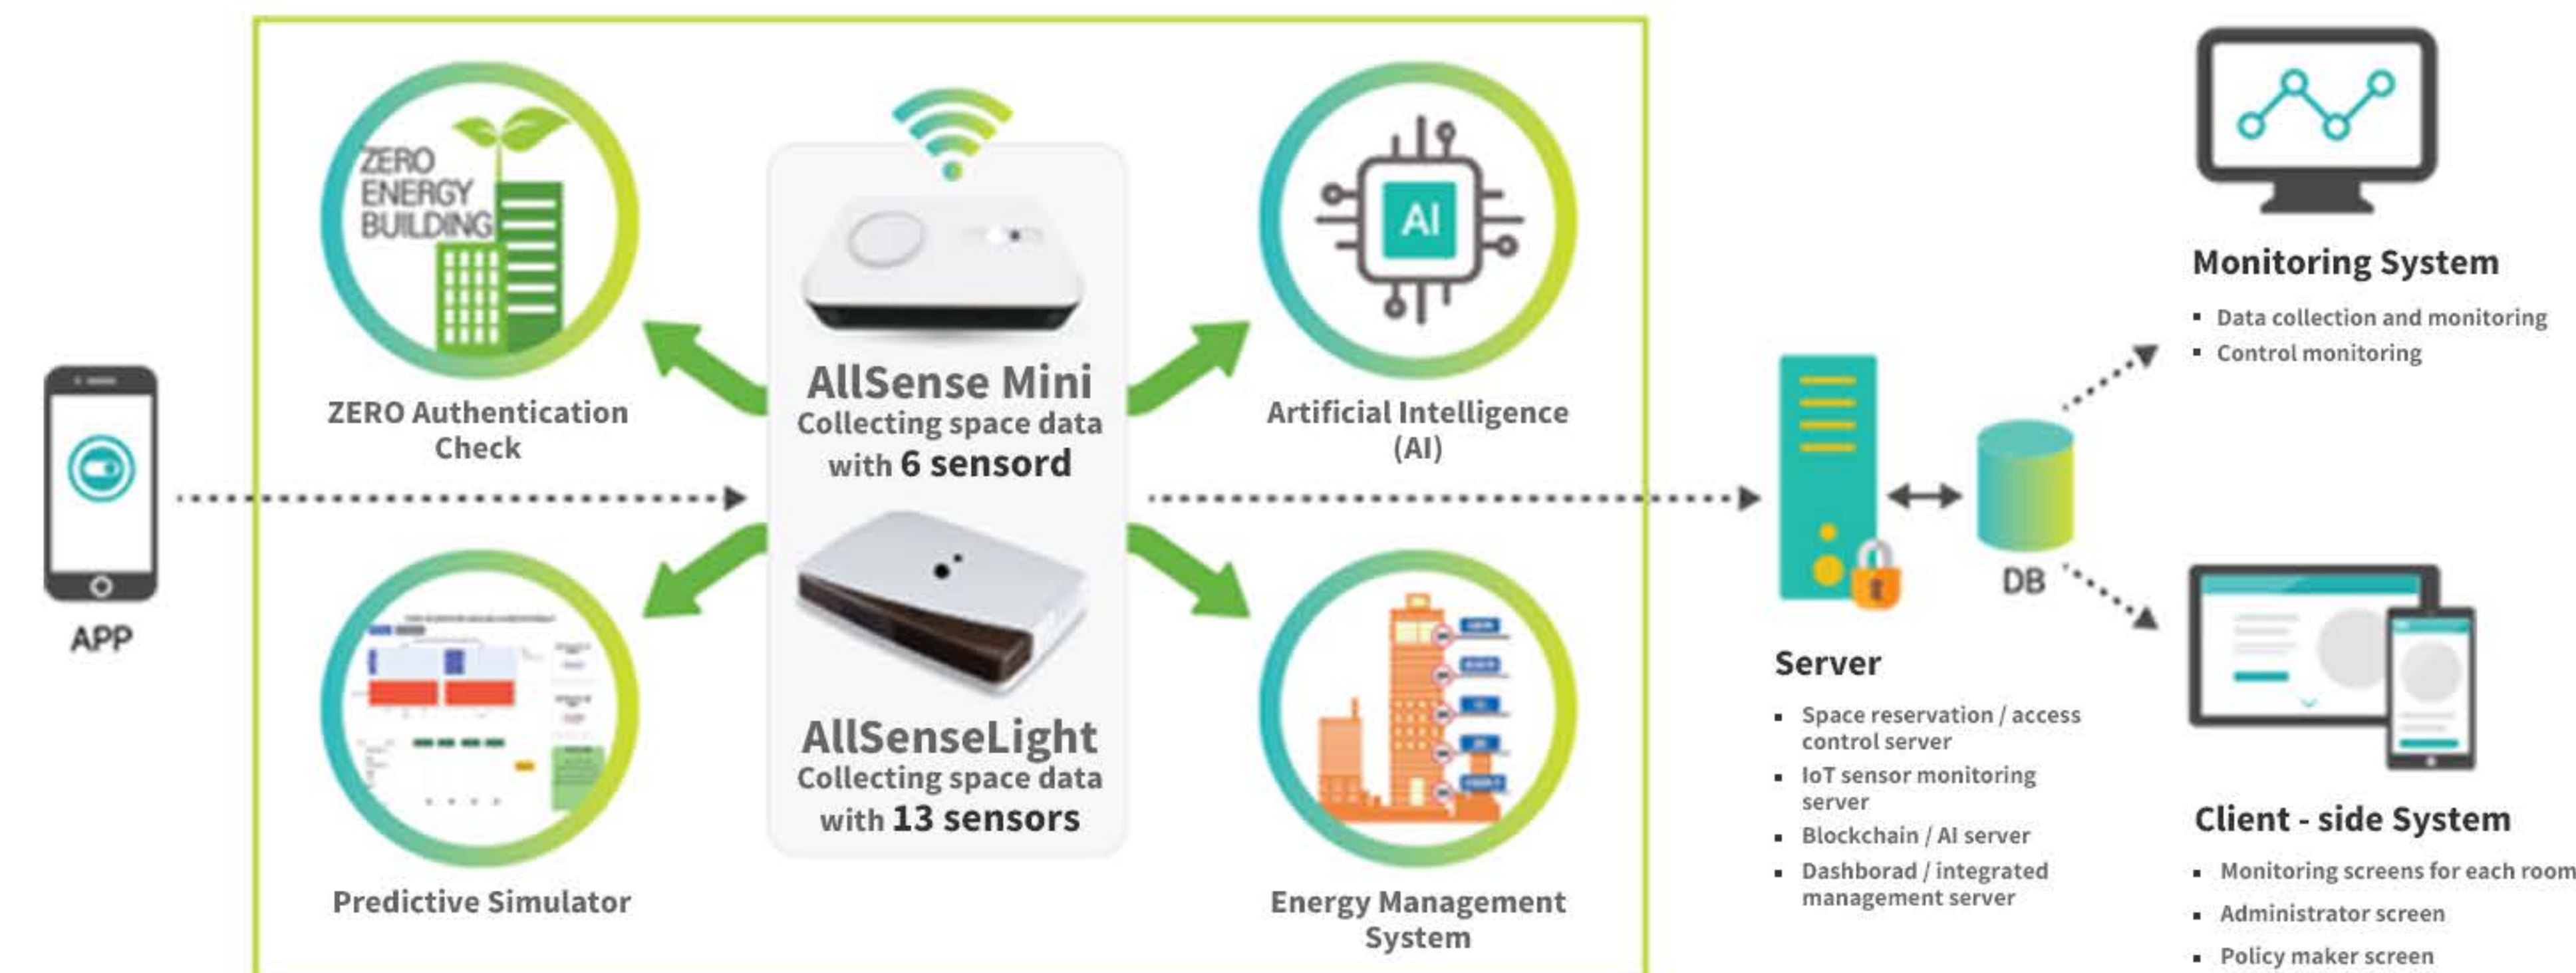 APP
ZERO
ENERGY
BUILDING
ZERO Authentication
Check
Predictive Simulator
AllSense Mini
Collecting space data
with 6 sensord
AllSenseLight
Collecting space data
with 13 sensors
AI
Artificial Intelligence
(AI)
Energy Management
System
Server
▪ Space reservation / access
control server
▪ IoT sensor monitoring
server
▪ Blockchain / AI server
▪ Dashborad / integrated
management server
DB
Monitoring System
▪ Data collection and monitoring
▪ Control monitoring
Client - side System
▪ Monitoring screens for each room
▪ Administrator screen
▪ Policy maker screen